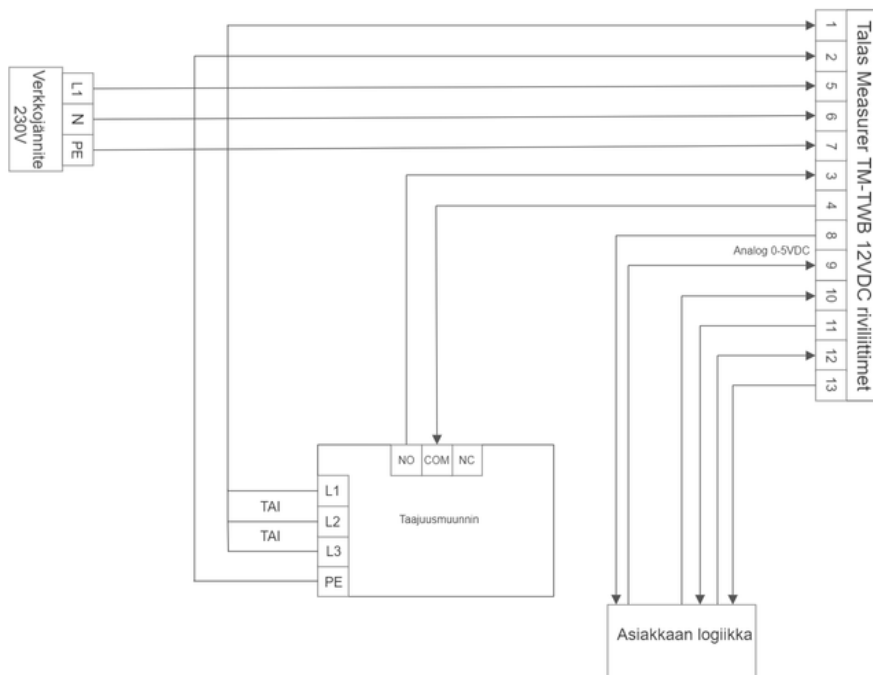 Verkkojännite
230V
L1
N
PE
1
2
5
6
7
3
4
8
9
10
11
12
13
Talas Measurer TM-TWB 12VDC riviliittimet
Analog 0-5VDC
NO COM NC
L1
TAI
L2
TAI
L3
PE
Taajuusmuunnin
Asiakkaan logiikka